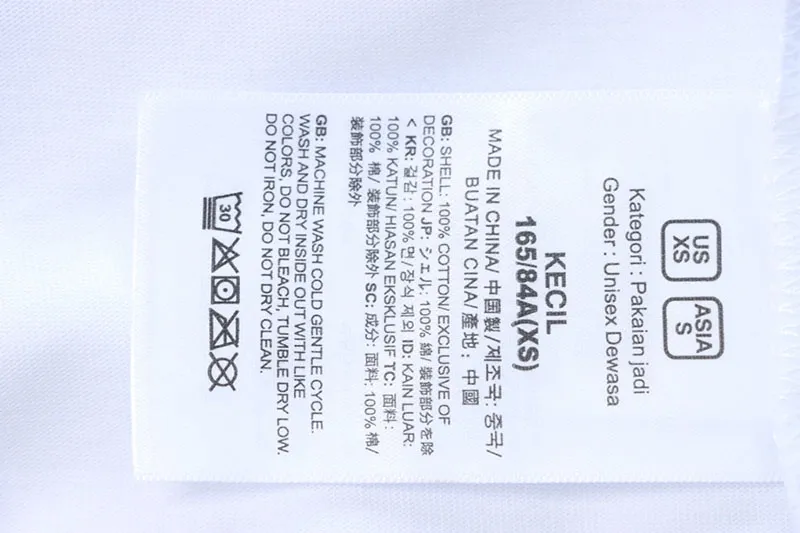 US
XS
ASIA
S
Kategori : Pakaian jadi
Gender : Unisex Dewasa
KECIL
165/84A(XS)
MADE IN CHINA/ 中国製/제조국: 중국/
BUATAN CINA/ 產地: 中國
GB: SHELL: 100% COTTON/ EXCLUSIVE OF
DECORATION JP: シェル: 100% 綿/ 装飾部分を除
< KR: 겉감: 100% 면/ 장식 제외 ID: KAIN LUAR:
100% KATUN/ HIASAN EKSKLUSIF TC: 面料:
100% 棉/ 裝飾部分除外 SC: 成分: 面料: 100% 棉/
装飾部分除外
GB: MACHINE WASH COLD GENTLE CYCLE.
WASH AND DRY INSIDE OUT WITH LIKE
COLORS, DO NOT BLEACH, TUMBLE DRY LOW.
DO NOT IRON, DO NOT DRY CLEAN.
30